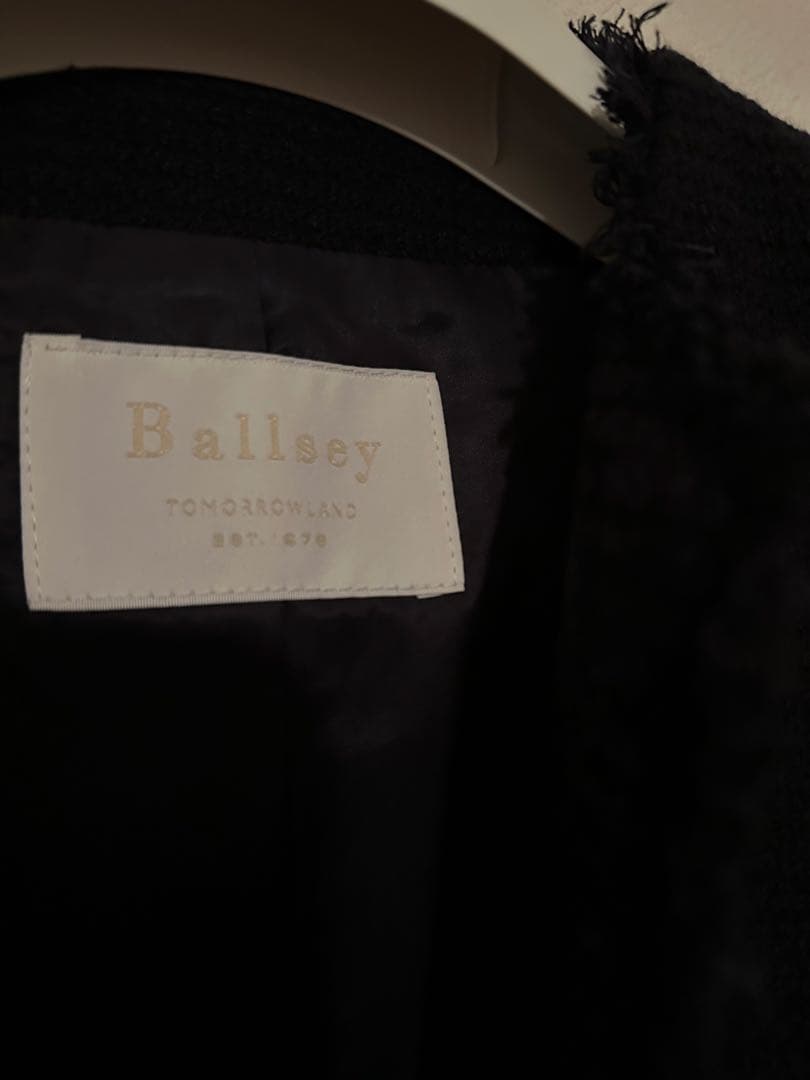 Ballsey
TOMORROWLAND
EST. 1978